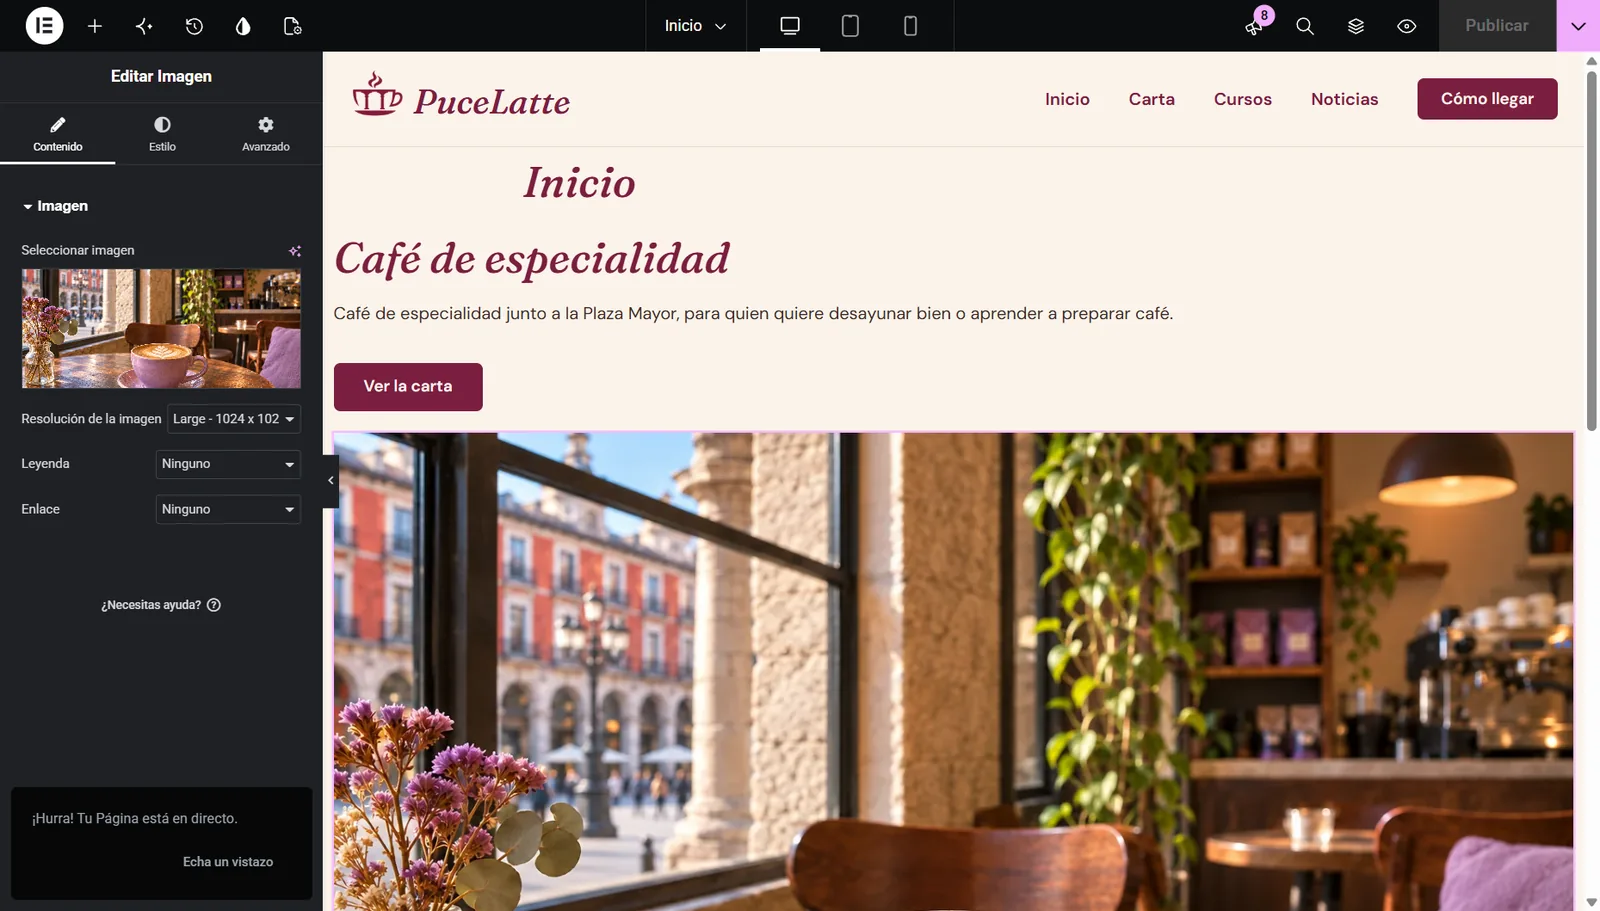 Inicio
8
Publicar
Editar Imagen
Contenido
Estilo
Avanzado
Imagen
Seleccionar imagen
Resolución de la imagen
Large - 1024 x 102
Leyenda
Ninguno
Enlace
Ninguno
¿Necesitas ayuda?
¡Hurra! Tu Página está en directo.
Echa un vistazo
PuceLatte
Inicio
Carta
Cursos
Noticias
Cómo llegar
Inicio
Café de especialidad
Café de especialidad junto a la Plaza Mayor, para quien quiere desayunar bien o aprender a preparar café.
Ver la carta